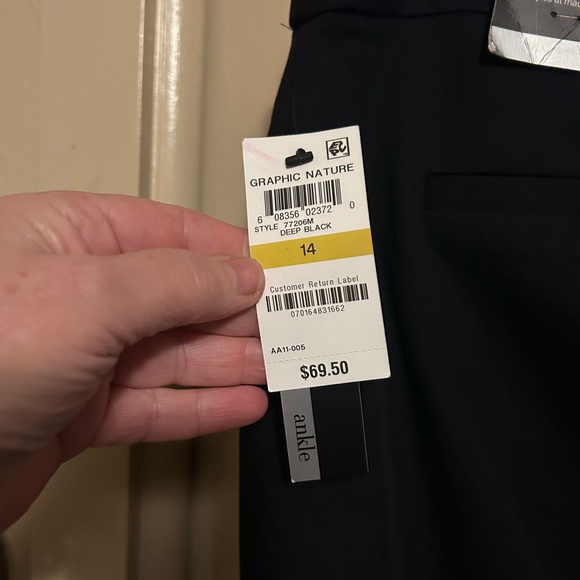 GRAPHIC NATURE
6 08356 02372 0
STYLE 77206M
DEEP BLACK
14
Customer Return Label
070164831662
AA11-005
$69.50
ankle